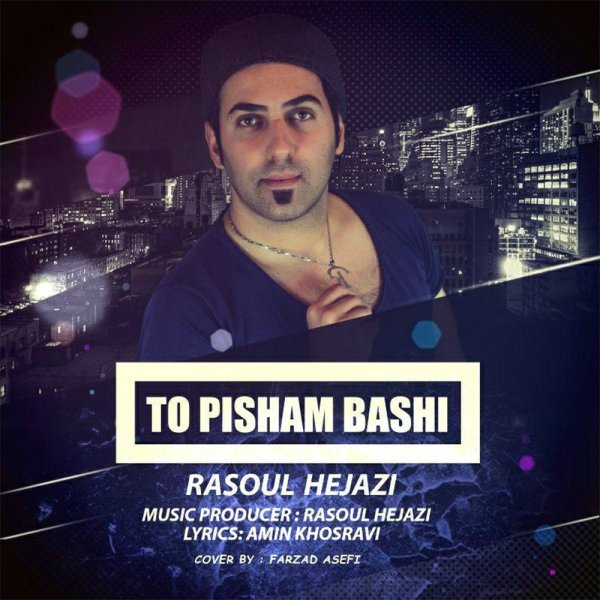 TO PISHAM BASHI
RASOUL HEJAZI
MUSIC PRODUCER : RASOUL HEJAZI
LYRICS: AMIN KHOSRAVI
COVER BY : FARZAD ASEFI